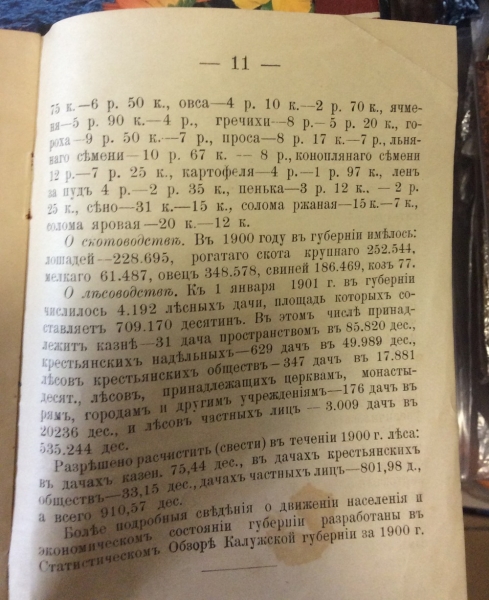 — 11 —
75 к.—6 р. 50 к., овса—4 р. 10 к.—2 р. 70 к., ячме-
ня—5 р. 90 к.—4 р., гречихи—8 р.—5 р. 20 к., го-
роха—9 р. 50 к.—7 р., проса—8 р. 17 к.—7 р., льня-
наго сѣмени—10 р. 67 к. — 8 р., коноплянаго сѣмени
12 р.—7 р. 25 к., картофеля—4 р.—1 р. 97 к., ленъ
за пудъ 4 р.—2 р. 35 к., пенька—3 р. 12 к., — 2 р.
25 к., сѣно—31 к.—15 к., солома ржаная—15 к.—7 к.,
солома яровая—20 к.—12 к.
О скотоводствѣ. Въ 1900 году въ губерніи имѣлось:
лошадей—228.695, рогатаго скота крупнаго 252.544,
мелкаго 61.487, овецъ 348.578, свиней 186.469, козъ 77.
О лѣсоводствѣ. Къ 1 января 1901 г. въ губерніи
числилось 4.192 лѣсныхъ дачи, площадь которыхъ со-
ставляетъ 709.170 десятинъ. Въ этомъ числѣ принад-
лежитъ казнѣ—31 дача пространствомъ въ 85.820 дес.,
крестьянскихъ надѣльныхъ—629 дачъ въ 49.989 дес.,
лѣсовъ крестьянскихъ обществъ—347 дачъ въ 17.881
десят., лѣсовъ, принадлежащихъ церквамъ, монасты-
рямъ, городамъ и другимъ учрежденіямъ—176 дачъ въ
20236 дес., и лѣсовъ частныхъ лицъ — 3.009 дачъ въ
535.244 дес.
Разрѣшено расчистить (свести) въ теченіи 1900 г. лѣса:
въ дачахъ казен. 75,44 дес., въ дачахъ крестьянскихъ
обществъ—33,15 дес., дачахъ частныхъ лицъ—801,98 д.,
а всего 910,57 дес.
Болѣе подробныя свѣдѣнія о движеніи населенія и
экономическомъ состояніи губерніи разработаны въ
Статистическомъ Обзорѣ Калужской губерніи за 1900 г.